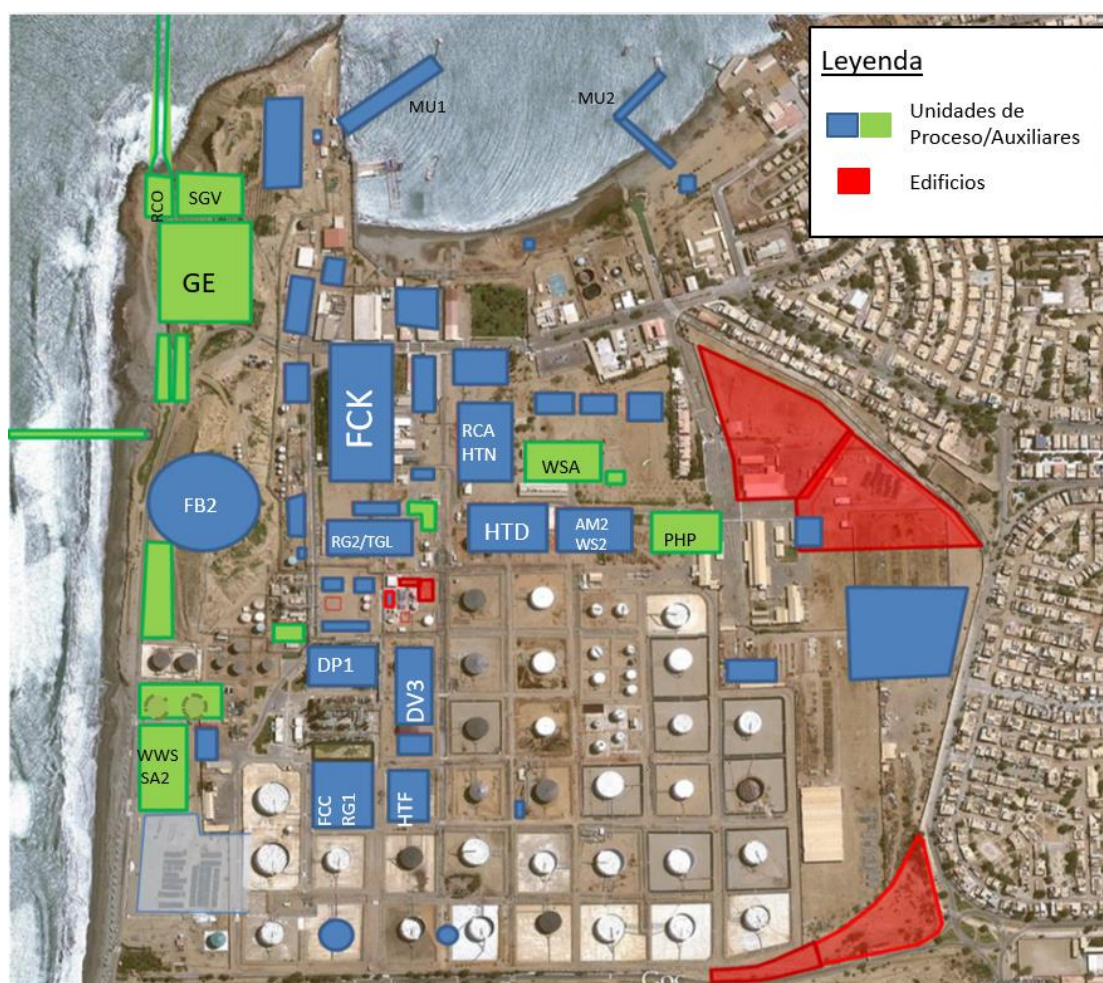 Leyenda
Unidades de
Proceso/Auxiliares
Edificios
MU1
MU2
RCO
SGV
GE
FCK
RCA
HTN
WSA
FB2
RG2/TGL
HTD
AM2
WS2
PHP
DP1
DV3
WWS
SA2
FCC
RG1
HTF
Goo